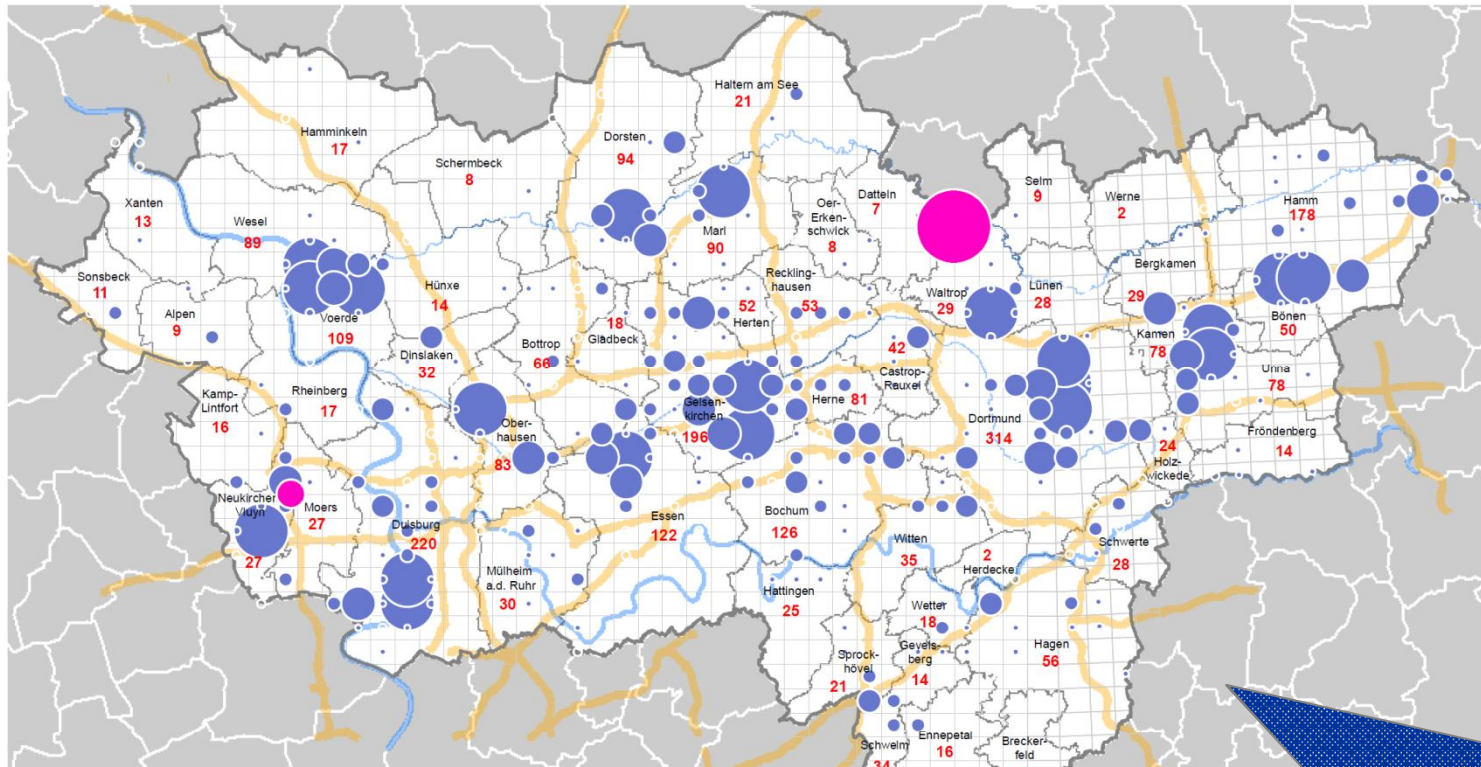 Haltern am See
21
Hamminkeln
17
Dorsten
94
Schermbeck
8
Selm
9
Werne
2
Hamm
178
Datteln
7
Xanten
13
Wesel
89
Oer-
Erken-
schwick
8
Marl
90
Sonsbeck
11
Reckling-
hausen
53
Bergkamen
29
Hünxe
14
Waltrop
29
Lünen
28
Alpen
9
Voerde
109
52
Herten
18
Gladbeck
Bönen
50
Kamen
78
Dinslaken
32
Bottrop
66
42
Castrop-
Rauxel
Unna
78
Rheinberg
17
Kamp-
Lintfort
16
Gelsen-
kirchen
196
Herne
81
Dortmund
314
Ober-
hausen
83
Fröndenberg
14
24
Holz-
wickede
Neukirchen
Vluyn
27
Moers
27
Duisburg
220
Essen
122
Bochum
126
Witten
35
2
Herdecke
Schwerte
28
Mülheim
a.d. Ruhr
30
Hattingen
25
Wetter
18
Gevels-
berg
14
Hagen
56
Sprock-
hövel
21
Schwelm
34
Ennepetal
16
Brecker-
feld